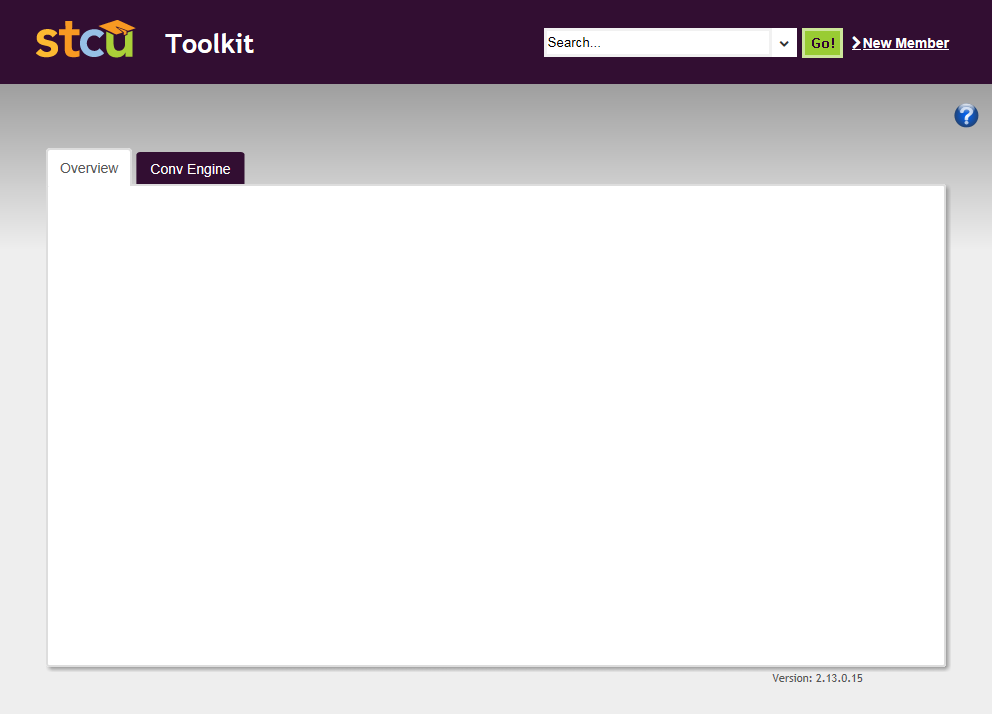 stcu Toolkit
Search... Go! New Member
?
Overview Conv Engine
Version: 2.13.0.15